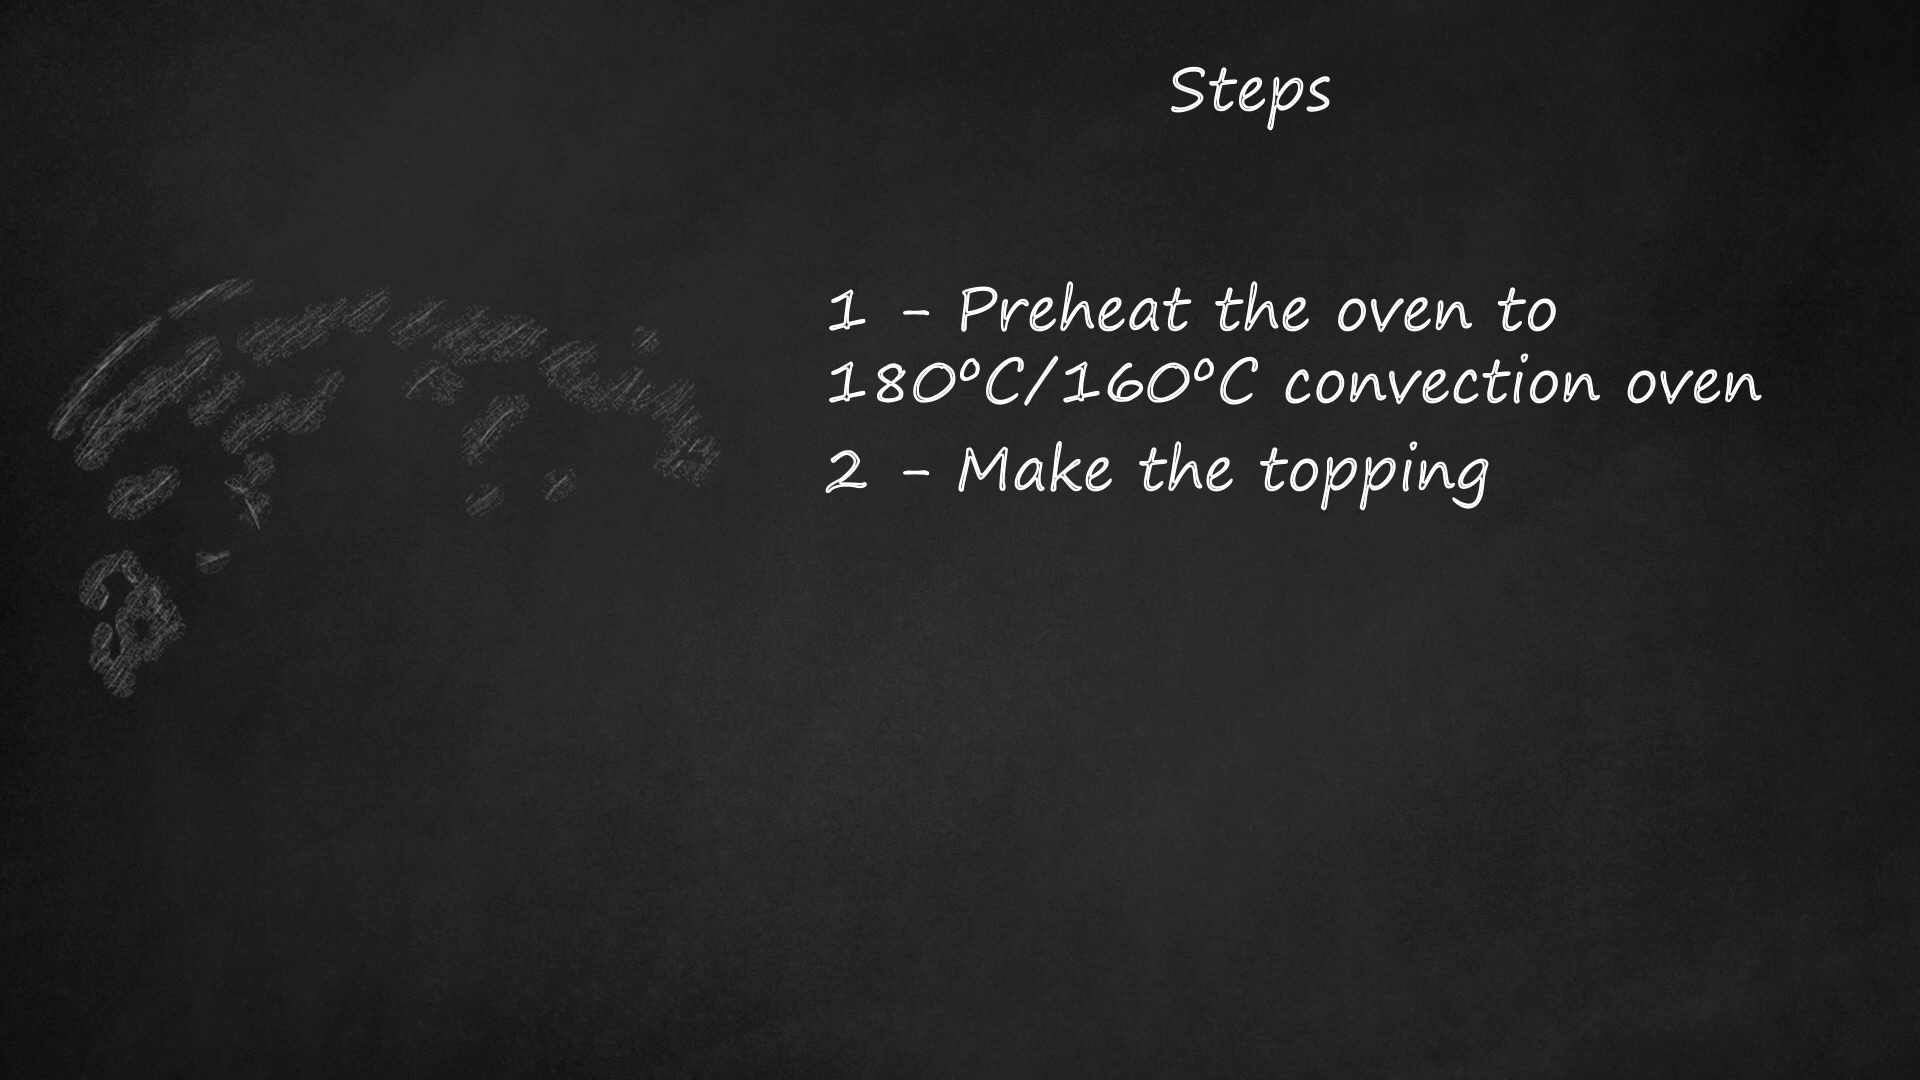 Steps
1 - Preheat the oven to
180°C/160°C convection oven
2 - Make the topping